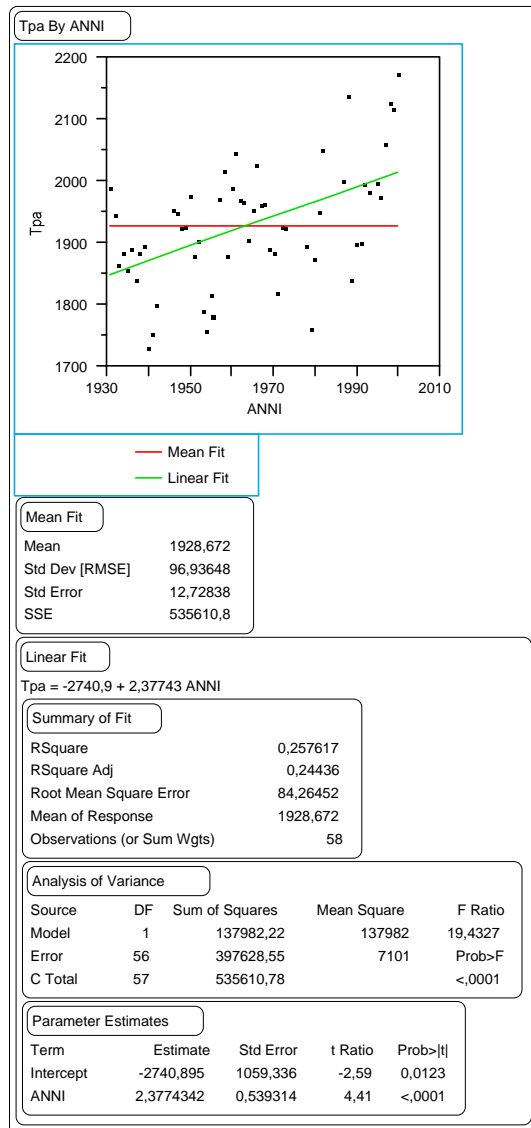 Tpa By ANNI
2200
2100
2000
1900
1800
1700
Tpa
1930 1950 1970 1990 2010
ANNI
Mean Fit
Linear Fit
Mean Fit
Mean 1928,672
Std Dev [RMSE] 96,93648
Std Error 12,72838
SSE 535610,8
Linear Fit
Tpa = -2740,9 + 2,37743 ANNI
Summary of Fit
RSquare 0,257617
RSquare Adj 0,24436
Root Mean Square Error 84,26452
Mean of Response 1928,672
Observations (or Sum Wgts) 58
Analysis of Variance
Source DF Sum of Squares Mean Square F Ratio
Model 1 137982,22 137982 19,4327
Error 56 397628,55 7101 Prob>F
C Total 57 535610,78 <,0001
Parameter Estimates
Term Estimate Std Error t Ratio Prob>|t|
Intercept -2740,895 1059,336 -2,59 0,0123
ANNI 2,3774342 0,539314 4,41 <,0001